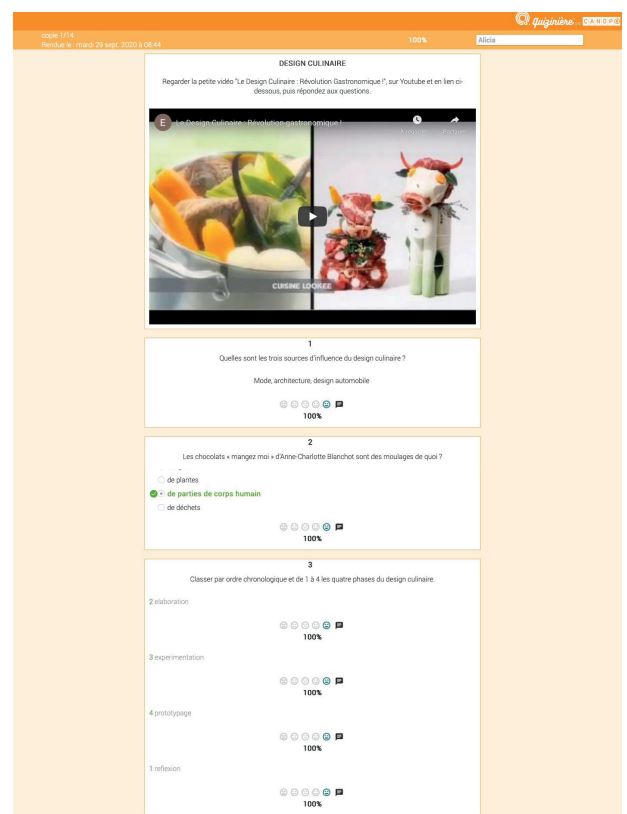 Quizinière
CANOPÉ
copie 1/14
Rendue le : mardi 29 sept. 2020 à 08:44
100%
Alicia
DESIGN CULINAIRE
Regarder la petite vidéo "Le Design Culinaire : Révolution Gastronomique !", sur Youtube et en lien ci-
dessous, puis répondez aux questions.
E
Le Design Culinaire : Révolution gastronomique !
À regarder
Partager
CUISINE LOOKÉE
1
Quelles sont les trois sources d'influence du design culinaire ?
Mode, architecture, design automobile
100%
2
Les chocolats « mangez moi » d'Anne-Charlotte Blanchot sont des moulages de quoi ?
de plantes
de parties de corps humain
de déchets
100%
3
Classer par ordre chronologique et de 1 à 4 les quatre phases du design culinaire.
2 elaboration
100%
3 experimentation
100%
4 prototypage
100%
1 reflexion
100%